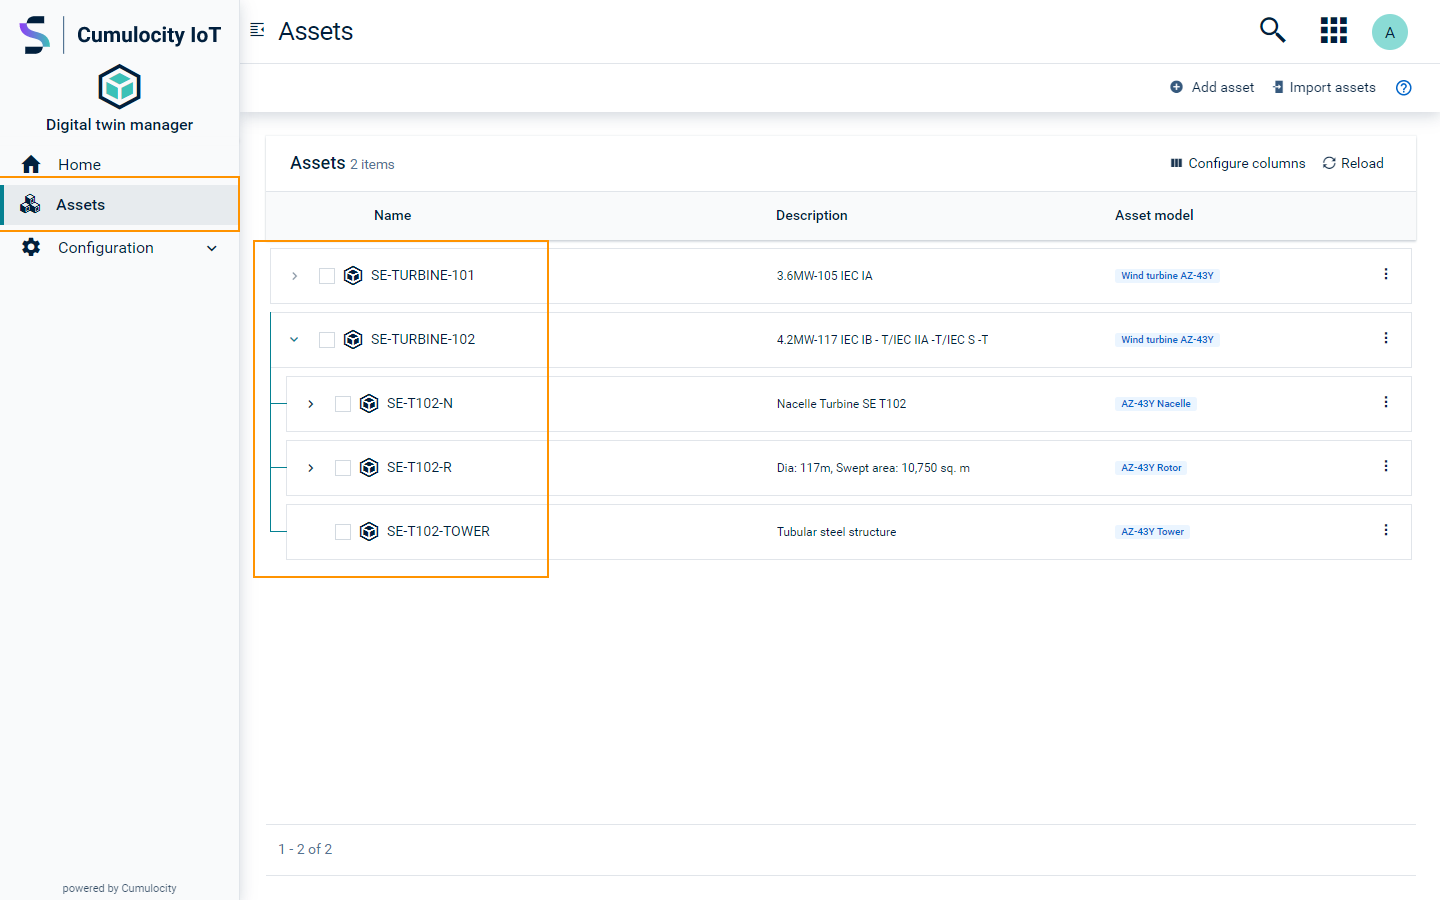 Cumulocity IoT
Digital twin manager
Home
Assets
Configuration
powered by Cumulocity
Assets
A
Add asset
Import assets
?
Assets 2 items
Configure columns
Reload
Name Description Asset model
SE-TURBINE-101 3.6MW-105 IEC IA Wind turbine AZ-43Y
SE-TURBINE-102 4.2MW-117 IEC IB - T/IEC IIA -T/IEC S -T Wind turbine AZ-43Y
SE-T102-N Nacelle Turbine SE T102 AZ-43Y Nacelle
SE-T102-R Dia: 117m, Swept area: 10,750 sq. m AZ-43Y Rotor
SE-T102-TOWER Tubular steel structure AZ-43Y Tower
1 - 2 of 2